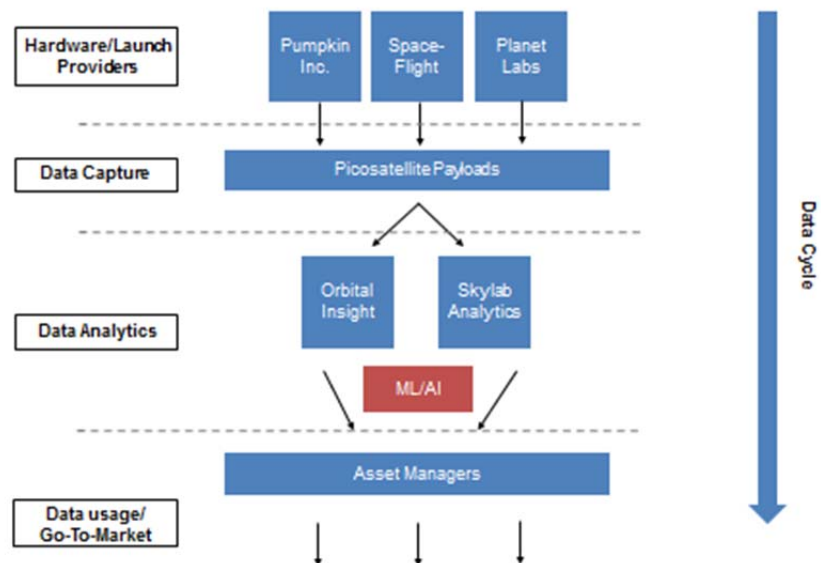 Hardware/Launch
Providers
Pumpkin
Inc.
Space-
Flight
Planet
Labs
Data Capture
Picosatellite Payloads
Data Analytics
Orbital
Insight
Skylab
Analytics
ML/AI
Asset Managers
Data usage/
Go-To-Market
Data Cycle